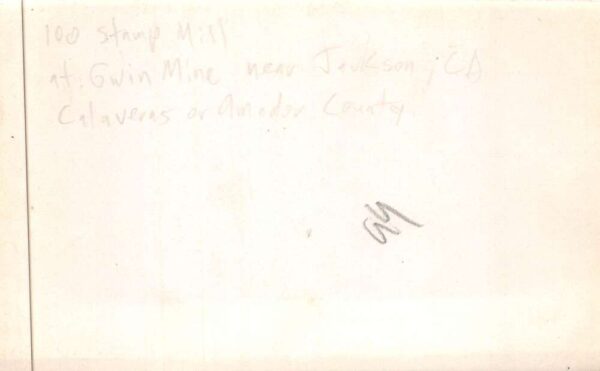 100 stamp Mill
at Gwin Mine near Jackson, CA
Calaveras or Amador County